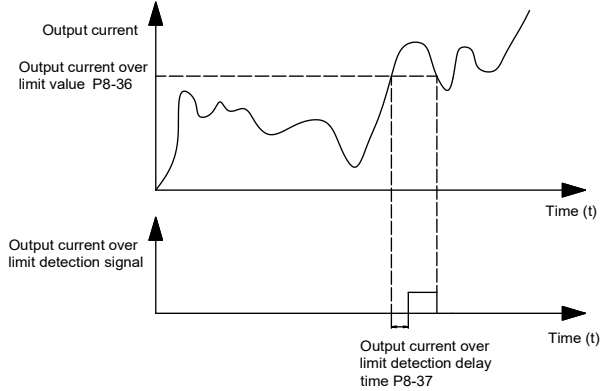 Output current
Output current over
limit value P8-36
Time (t)
Output current over
limit detection signal
Time (t)
Output current over
limit detection delay
time P8-37